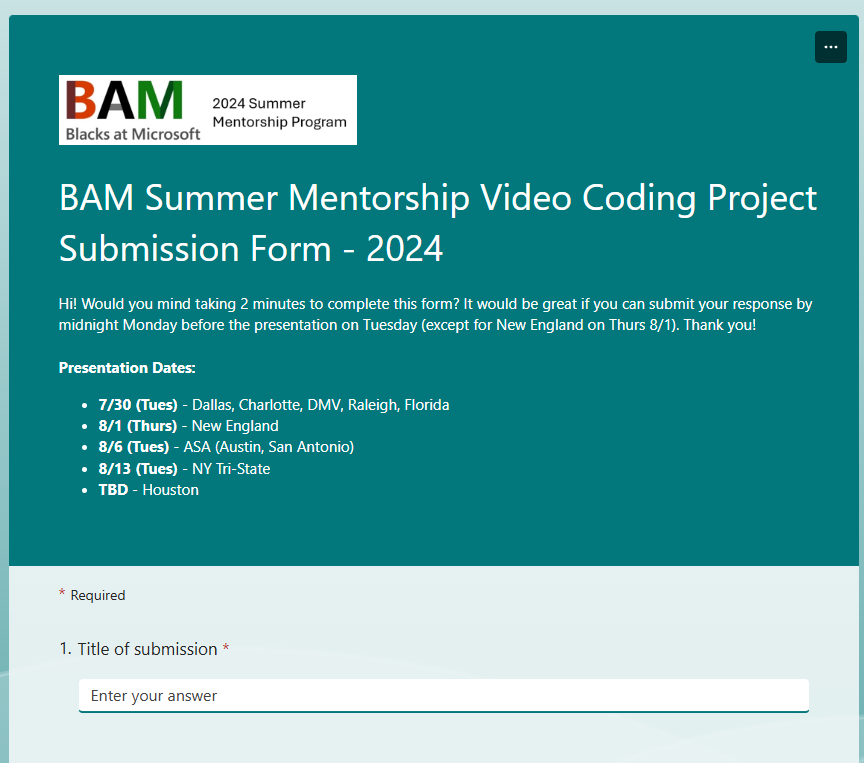 BAM
Blacks at Microsoft
2024 Summer
Mentorship Program
BAM Summer Mentorship Video Coding Project
Submission Form - 2024
Hi! Would you mind taking 2 minutes to complete this form? It would be great if you can submit your response by
midnight Monday before the presentation on Tuesday (except for New England on Thurs 8/1). Thank you!
Presentation Dates:
• 7/30 (Tues) - Dallas, Charlotte, DMV, Raleigh, Florida
• 8/1 (Thurs) - New England
• 8/6 (Tues) - ASA (Austin, San Antonio)
• 8/13 (Tues) - NY Tri-State
• TBD - Houston
* Required
1. Title of submission *
Enter your answer